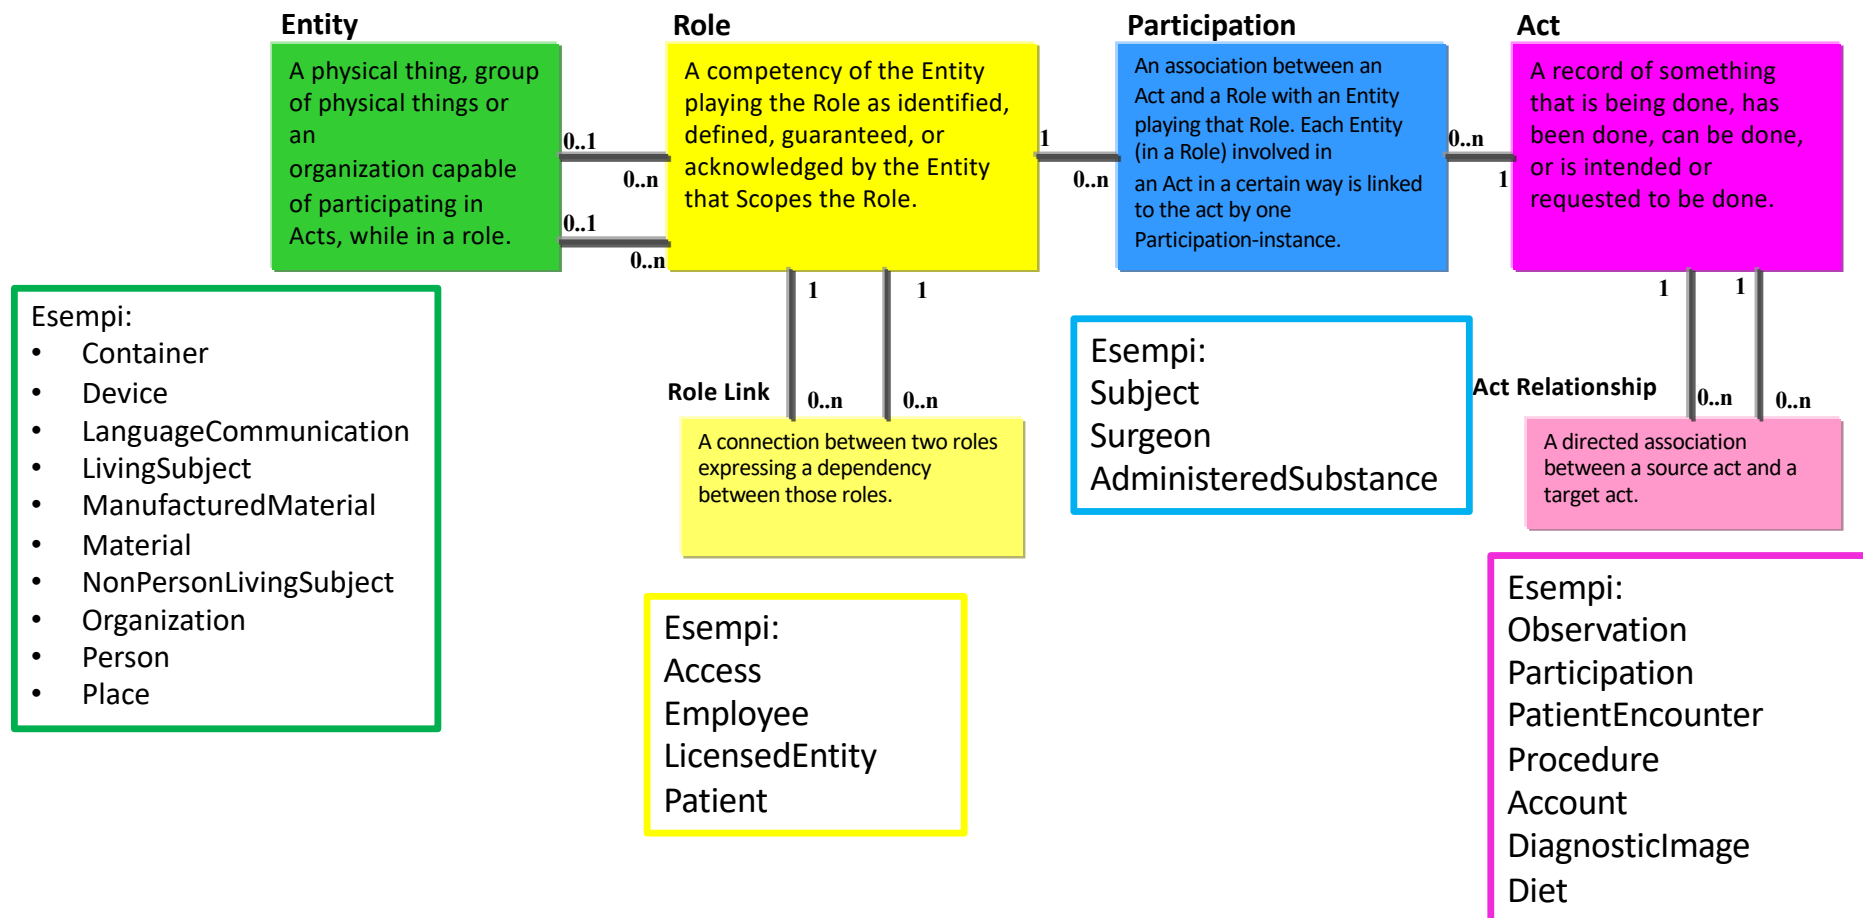 Entity
A physical thing, group
of physical things or
an
organization capable
of participating in
Acts, while in a role.
0..1
0..n
0..1
0..n
Role
A competency of the Entity
playing the Role as identified,
defined, guaranteed, or
acknowledged by the Entity
that Scopes the Role.
1
0..n
Participation
An association between an
Act and a Role with an Entity
playing that Role. Each Entity
(in a Role) involved in
an Act in a certain way is linked
to the act by one
Participation-instance.
0..n
1
Act
A record of something
that is being done, has
been done, can be done,
or is intended or
requested to be done.
1
1
Role Link
0..n
0..n
A connection between two roles
expressing a dependency
between those roles.
1
1
Act Relationship
0..n
0..n
A directed association
between a source act and a
target act.
Esempi:
• Container
• Device
• LanguageCommunication
• LivingSubject
• ManufacturedMaterial
• Material
• NonPersonLivingSubject
• Organization
• Person
• Place
Esempi:
Access
Employee
LicensedEntity
Patient
Esempi:
Subject
Surgeon
AdministeredSubstance
Esempi:
Observation
Participation
PatientEncounter
Procedure
Account
DiagnosticImage
Diet